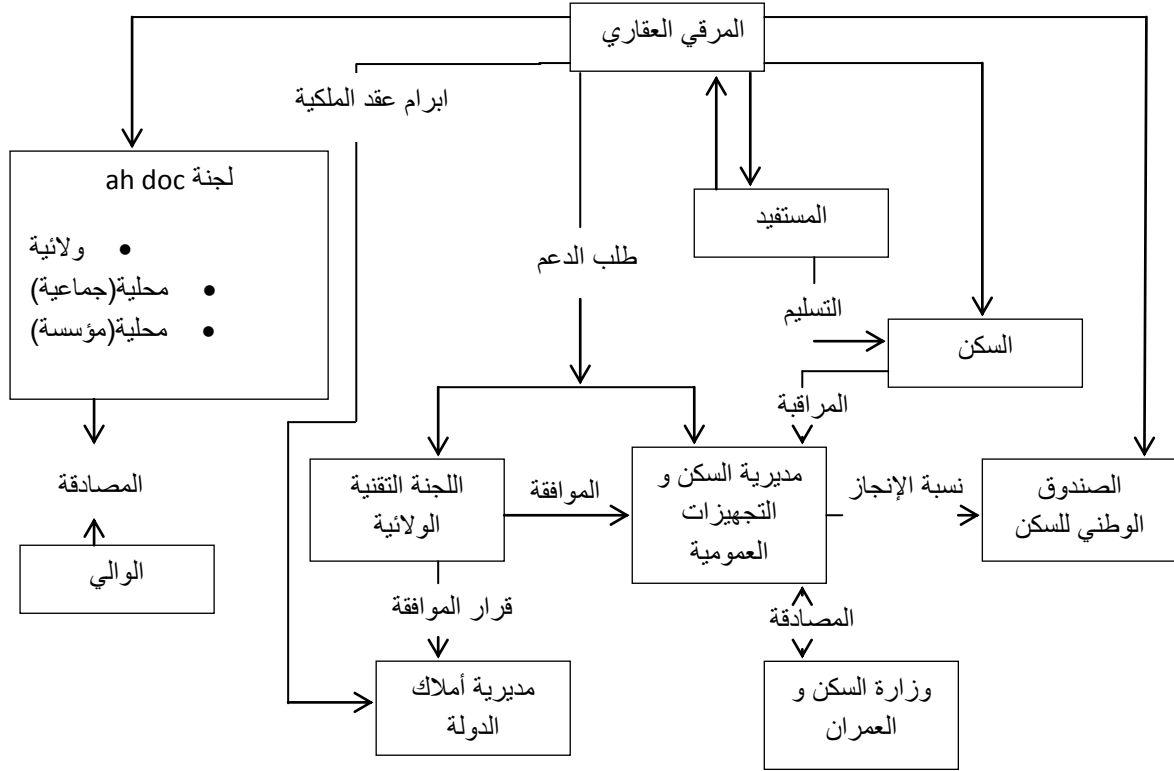 المرقي العقاري
ابرام عقد الملكية
لجنة ah doc
• ولائية
• محلية(جماعية)
• محلية(مؤسسة)
المستفيد
طلب الدعم
التسليم
السكن
المراقبة
المصادقة
اللجنة التقنية
الولائية
الموافقة
مديرية السكن و
التجهيزات
العمومية
نسبة الإنجاز
الصندوق
الوطني للسكن
الوالي
قرار الموافقة
المصادقة
مديرية أملاك
الدولة
وزارة السكن و
العمران